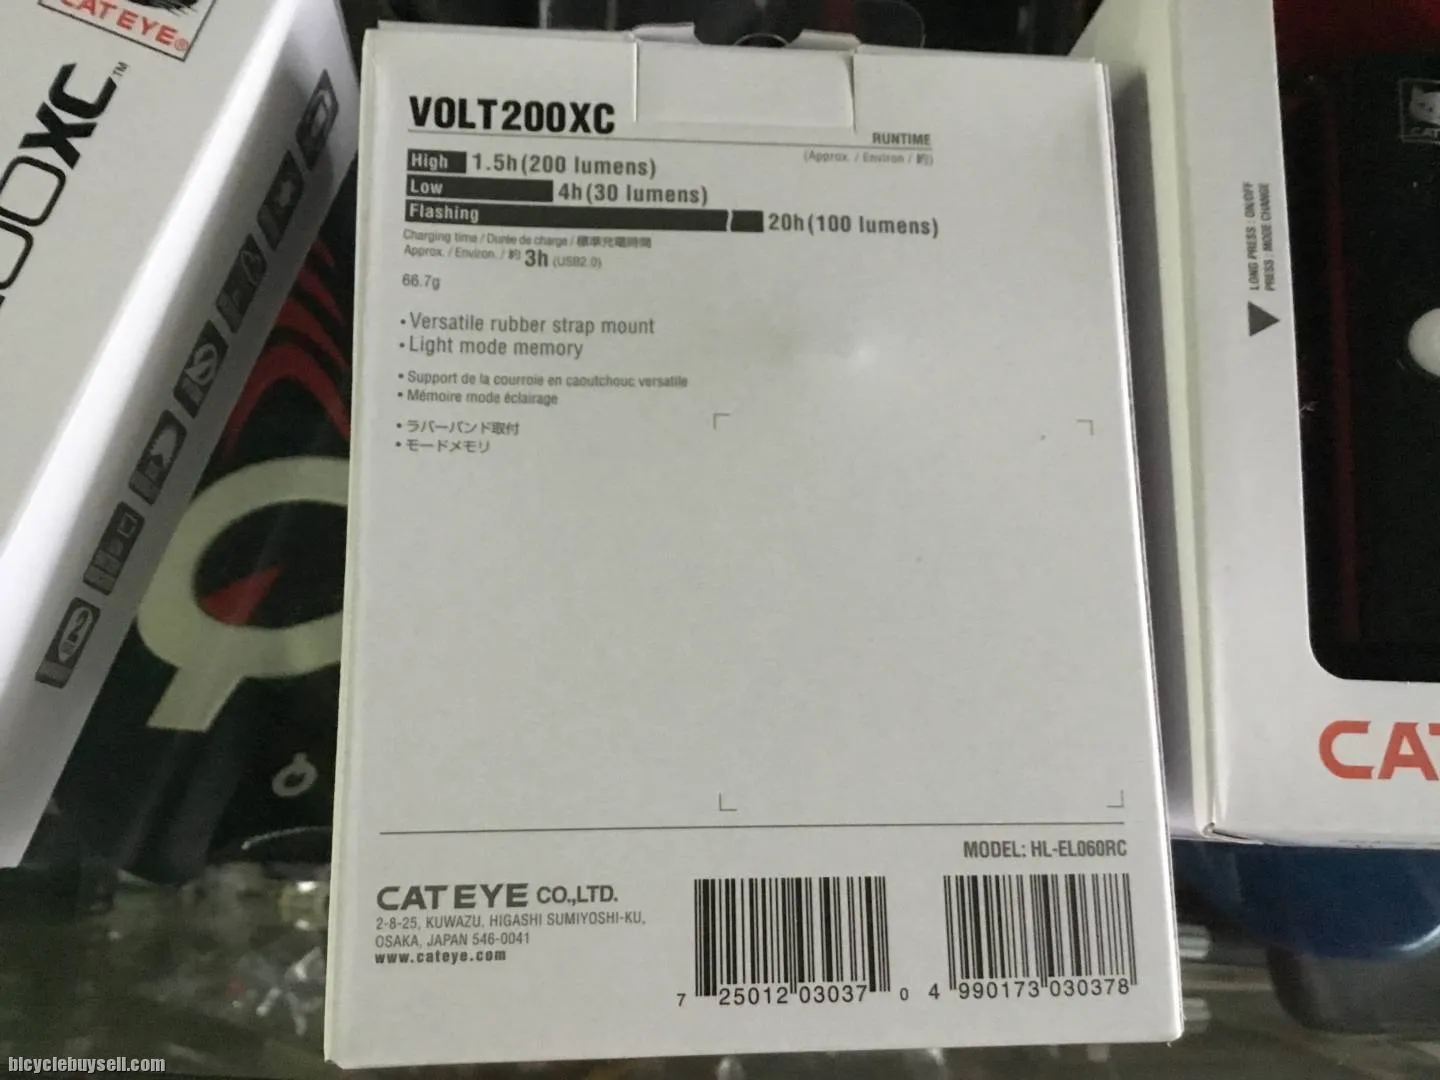 CATEYE®
00XC™
VOLT200XC
RUNTIME
(Approx. / Environ / 約)
High 1.5h(200 lumens)
Low 4h(30 lumens)
Flashing 20h(100 lumens)
Charging time / Durée de charge / 標準充電時間
Approx. / Environ. / 約 3h (USB2.0)
66.7g
• Versatile rubber strap mount
• Light mode memory
• Support de la courroie en caoutchouc versatile
• Mémoire mode éclairage
• ラバーバンド取付
• モードメモリ
MODEL: HL-EL060RC
CATEYE CO.,LTD.
2-8-25, KUWAZU, HIGASHI SUMIYOSHI-KU,
OSAKA, JAPAN 546-0041
www.cateye.com
7 25012 03037 0
4 990173 030378
LONG PRESS : ON/OFF
PRESS : MODE CHANGE
CAT
CAT
bicyclebuysell.com